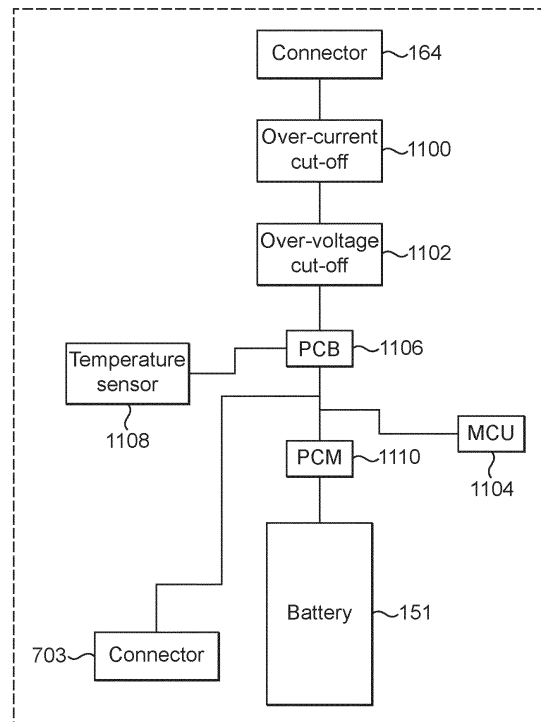 Connector
164
Over-current
cut-off
1100
Over-voltage
cut-off
1102
PCB
1106
Temperature
sensor
1108
MCU
1104
PCM
1110
Battery
151
703
Connector